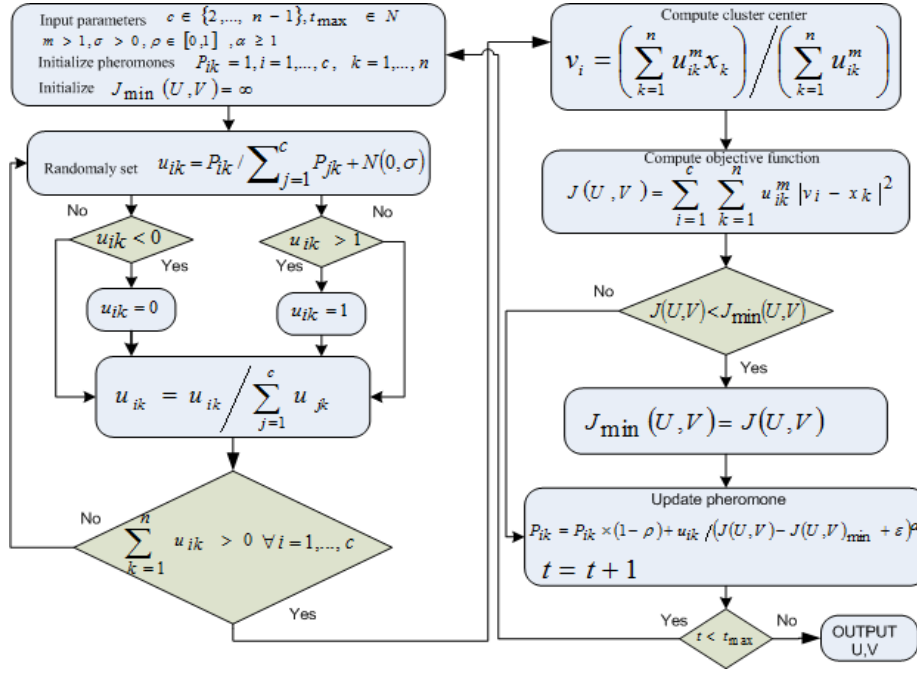 Input parameters c ∈ {2,..., n − 1}, t_max ∈ N
m > 1, σ > 0, ρ ∈ [0,1] , α ≥ 1
Initialize pheromones P_ik = 1, i = 1,..., c, k = 1,..., n
Initialize J_min (U,V) = ∞
Randomaly set u_ik = P_ik / ∑_{j=1}^{c} P_jk + N(0,σ)
No
No
u_ik < 0
u_ik > 1
Yes
Yes
u_ik = 0
u_ik = 1
u_ik = u_ik / ∑_{j=1}^{c} u_jk
No
∑_{k=1}^{n} u_ik > 0 ∀ i = 1,..., c
Yes
Compute cluster center
v_i = ( ∑_{k=1}^{n} u_ik^m x_k ) / ( ∑_{k=1}^{n} u_ik^m )
Compute objective function
J (U ,V ) = ∑_{i=1}^{c} ∑_{k=1}^{n} u_ik^m |v_i − x_k|^2
No
J(U,V) < J_min(U,V)
Yes
J_min (U ,V) = J(U,V)
Update pheromone
P_ik = P_ik × (1 − ρ) + u_ik /(J(U,V) − J(U,V)_min + ε)^α
t = t + 1
Yes
No
t < t_max
OUTPUT
U,V